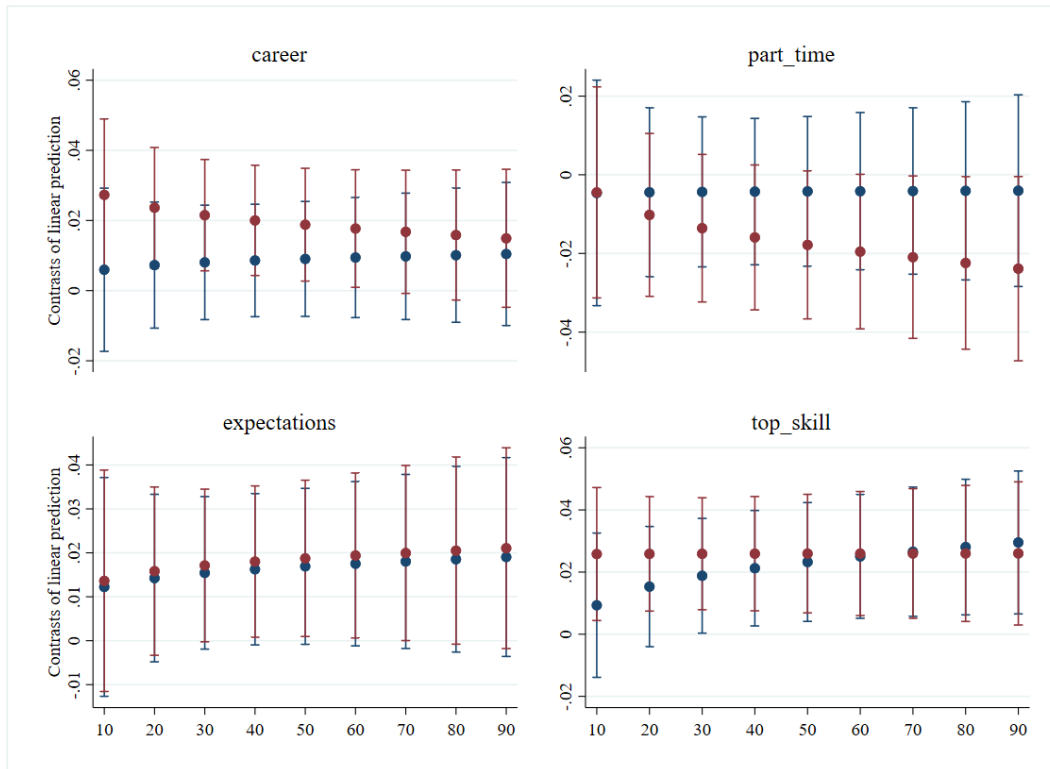 career
Contrasts of linear prediction
.06
.04
.02
0
-.02
part_time
.02
0
-.02
-.04
expectations
Contrasts of linear prediction
.04
.03
.02
.01
0
-.01
10 20 30 40 50 60 70 80 90
top_skill
.06
.04
.02
0
-.02
10 20 30 40 50 60 70 80 90